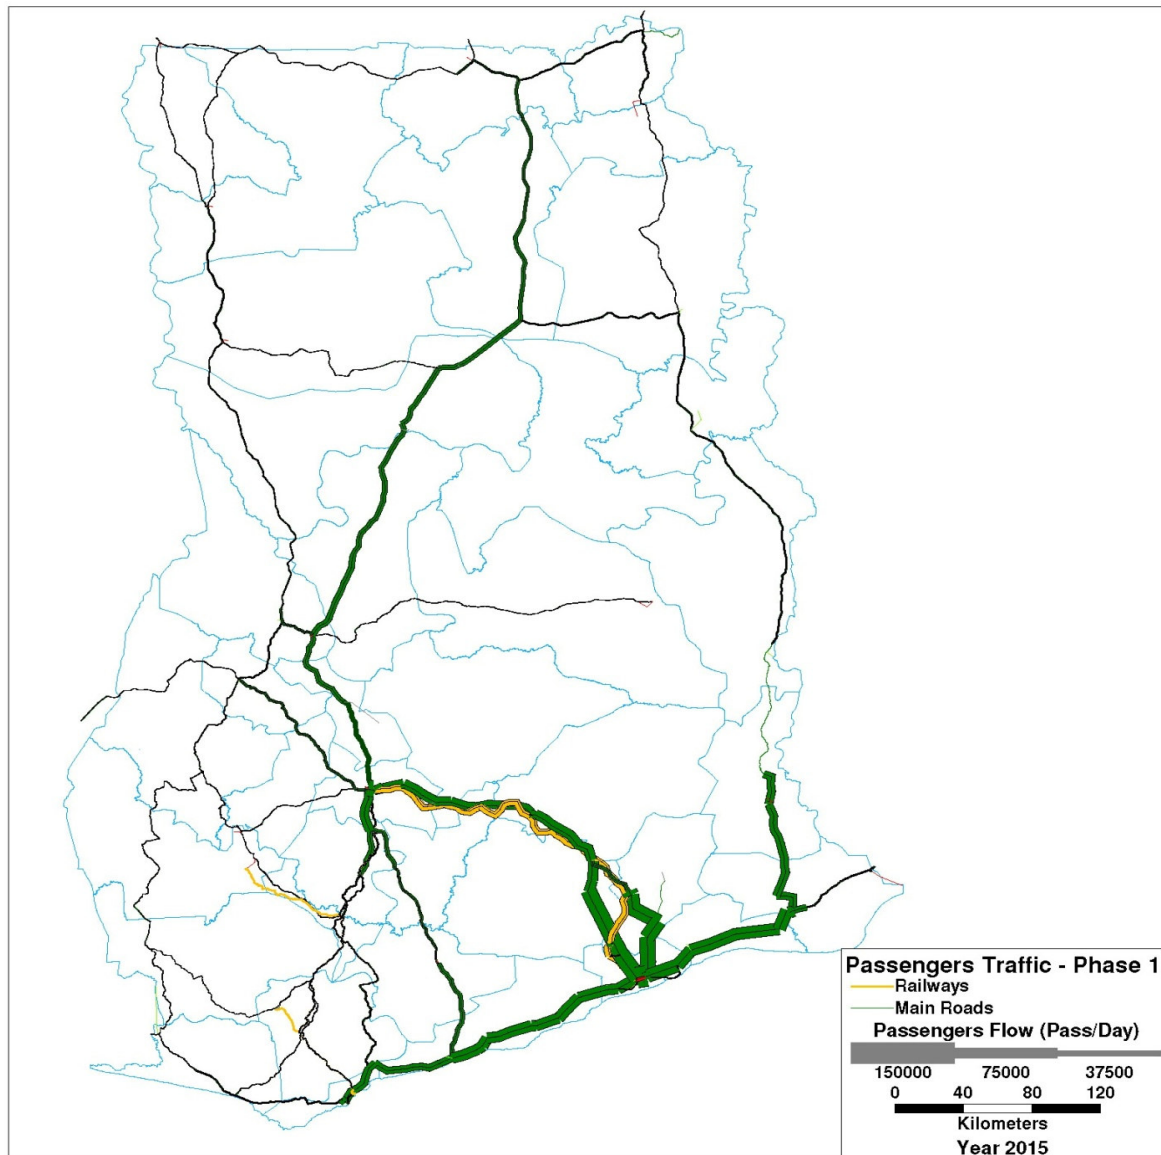 Passengers Traffic - Phase 1
Railways
Main Roads
Passengers Flow (Pass/Day)
150000 75000 37500
0 40 80 120
Kilometers
Year 2015